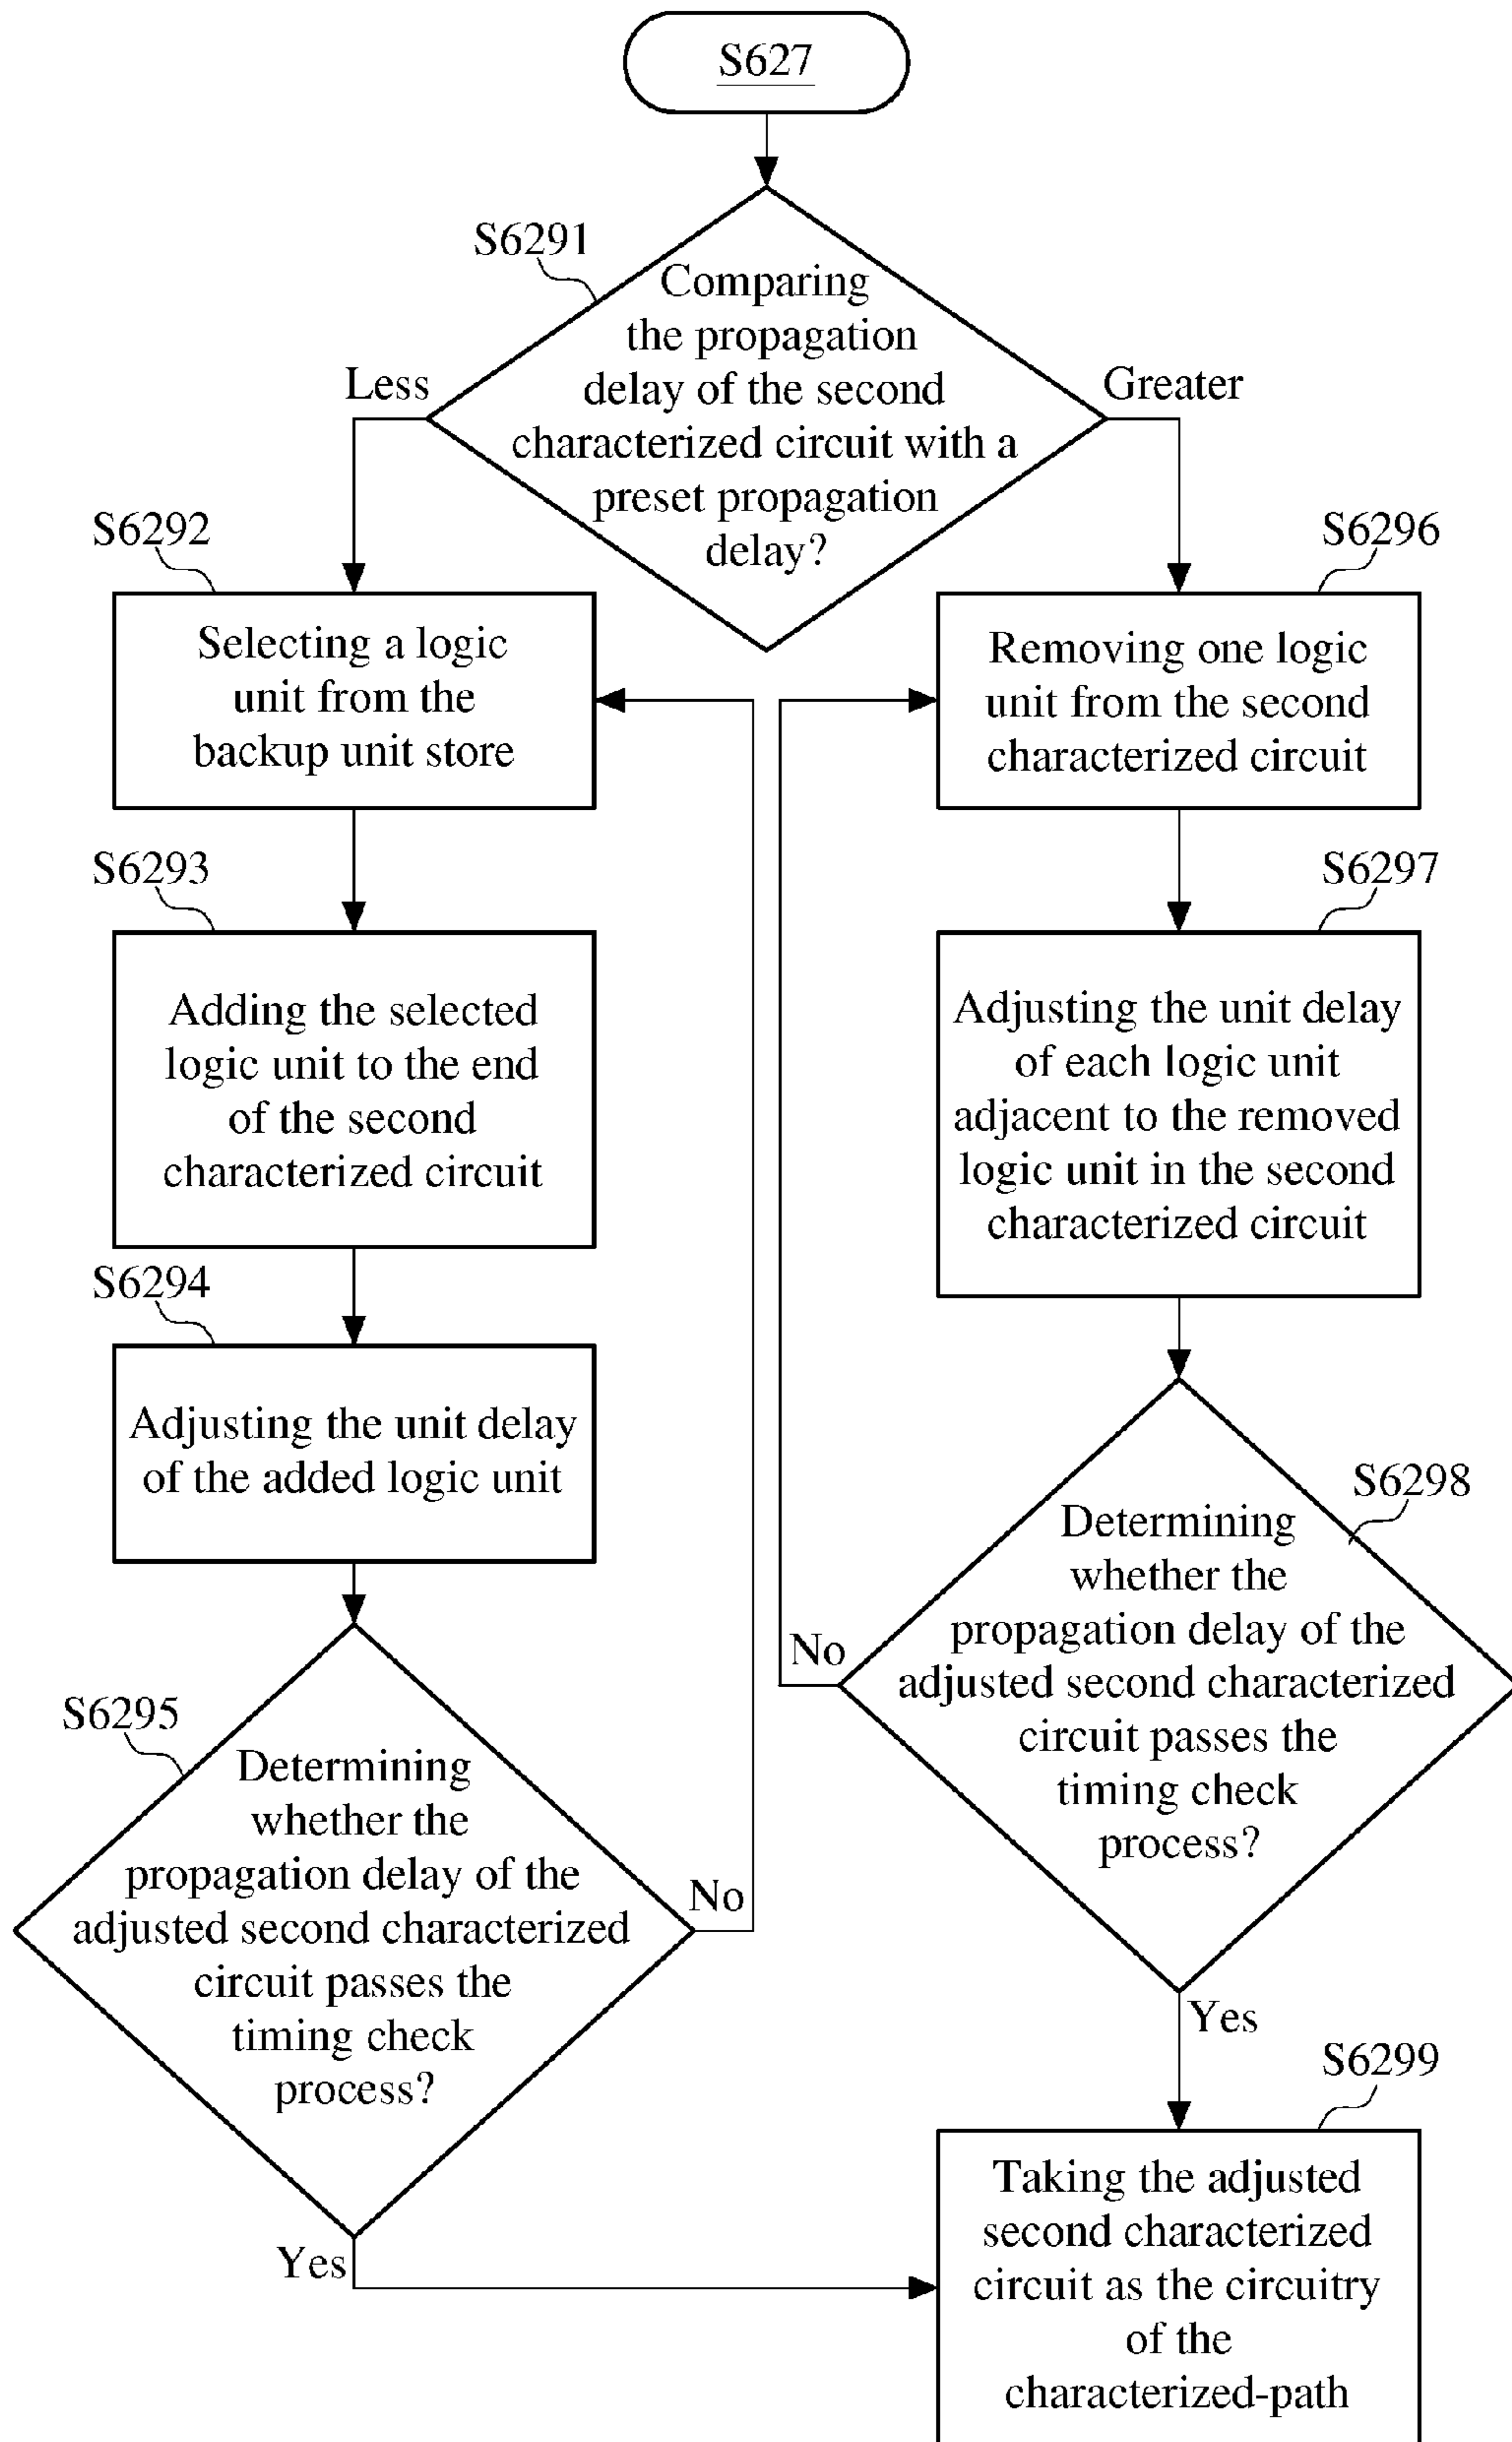 S627
S6291
Comparing
the propagation
delay of the second
characterized circuit with a
preset propagation
delay?
Less
Greater
S6292
Selecting a logic
unit from the
backup unit store
S6293
Adding the selected
logic unit to the end
of the second
characterized circuit
S6294
Adjusting the unit delay
of the added logic unit
S6295
Determining
whether the
propagation delay of the
adjusted second characterized
circuit passes the
timing check
process?
No
Yes
S6296
Removing one logic
unit from the second
characterized circuit
S6297
Adjusting the unit delay
of each logic unit
adjacent to the removed
logic unit in the second
characterized circuit
S6298
Determining
whether the
propagation delay of the
adjusted second characterized
circuit passes the
timing check
process?
No
Yes
S6299
Taking the adjusted
second characterized
circuit as the circuitry
of the
characterized-path